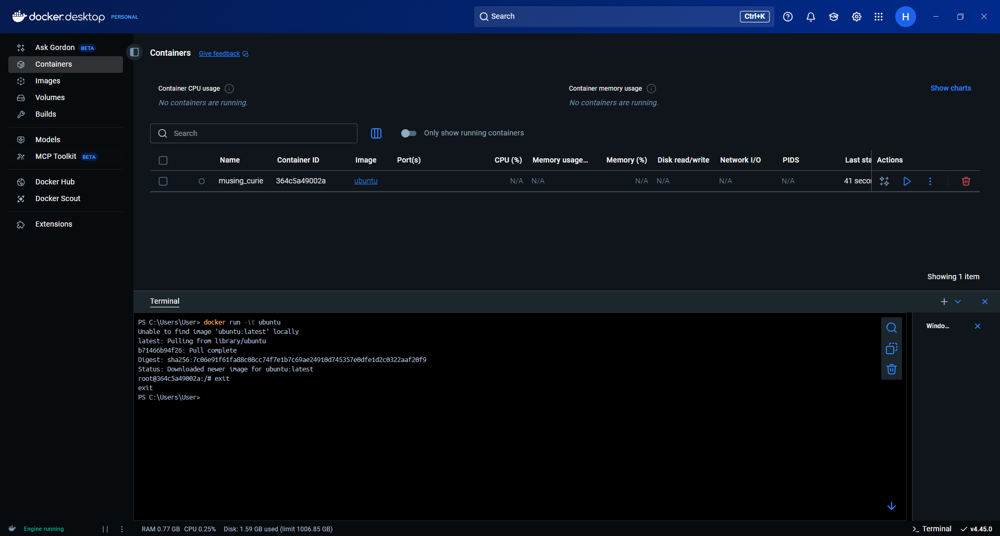 docker.desktop PERSONAL
Search Ctrl+K
H
Ask Gordon BETA
Containers
Images
Volumes
Builds
Models
MCP Toolkit BETA
Docker Hub
Docker Scout
Extensions
Containers Give feedback
Container CPU usage
No containers are running.
Container memory usage
No containers are running.
Show charts
Search
Only show running containers
Name Container ID Image Port(s) CPU (%) Memory usage... Memory (%) Disk read/write Network I/O PIDS Last sta Actions
musing_curie 364c5a49002a ubuntu N/A N/A N/A N/A N/A N/A 41 secon
Showing 1 item
Terminal
PS C:\Users\User> docker run -it ubuntu
Unable to find image 'ubuntu:latest' locally
latest: Pulling from library/ubuntu
b71466b94f26: Pull complete
Digest: sha256:7c06e91f61fa88c08cc74f7e1b7c69ae24910d745357e0dfe1d2c0322aaf20f9
Status: Downloaded newer image for ubuntu:latest
root@364c5a49002a:/# exit
exit
PS C:\Users\User>
Windo...
Engine running
RAM 0.77 GB CPU 0.25% Disk: 1.59 GB used (limit 1006.85 GB)
Terminal v4.45.0